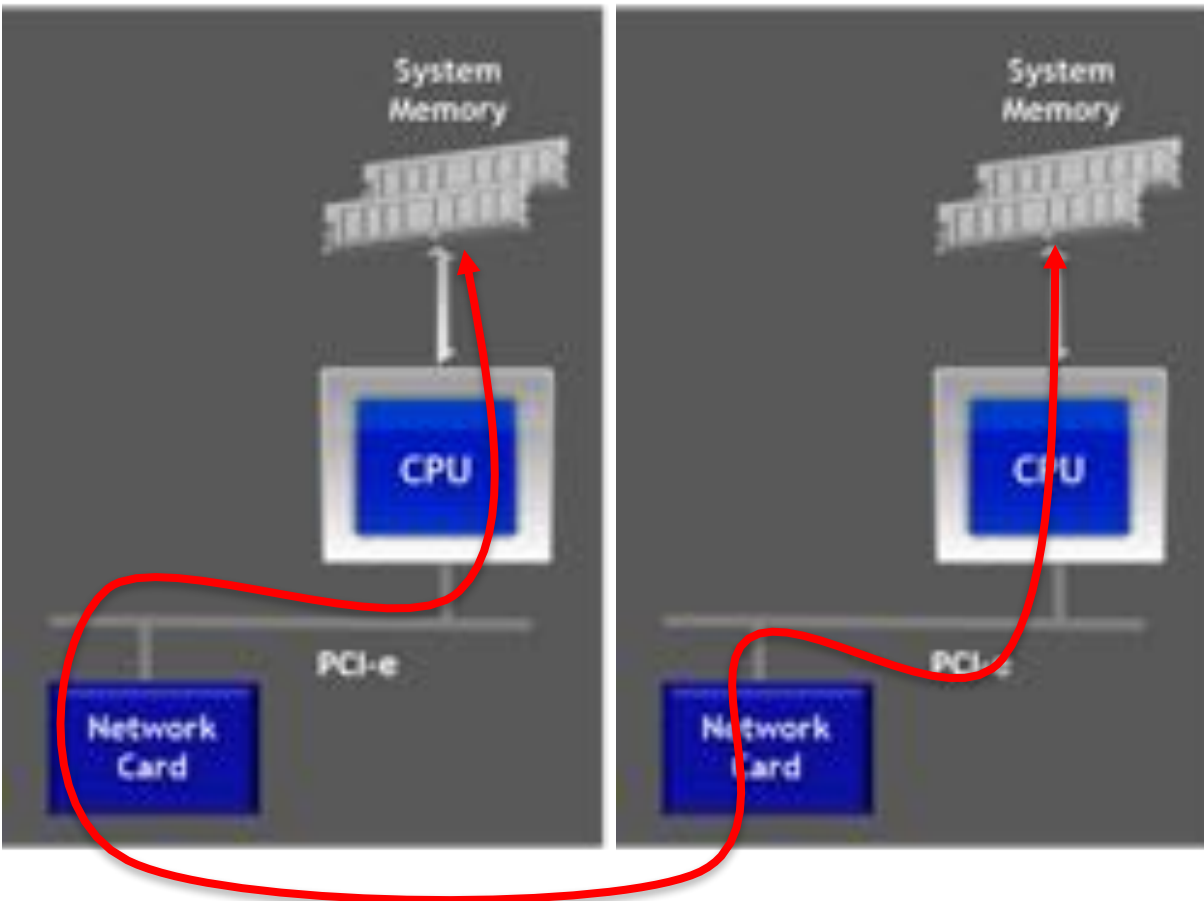 System
Memory
CPU
PCI-e
Network
Card
System
Memory
CPU
PCI-e
Network
Card